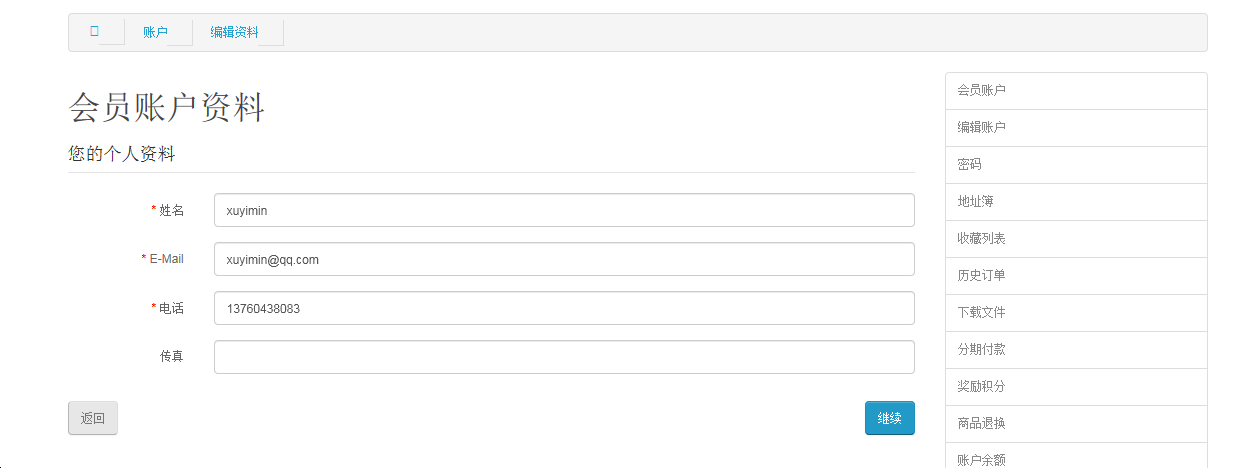 账户 编辑资料
会员账户资料
您的个人资料
* 姓名 xuyimin
* E-Mail xuyimin@qq.com
* 电话 13760438083
传真
返回 继续
会员账户
编辑账户
密码
地址簿
收藏列表
历史订单
下载文件
分期付款
奖励积分
商品退换
账户余额